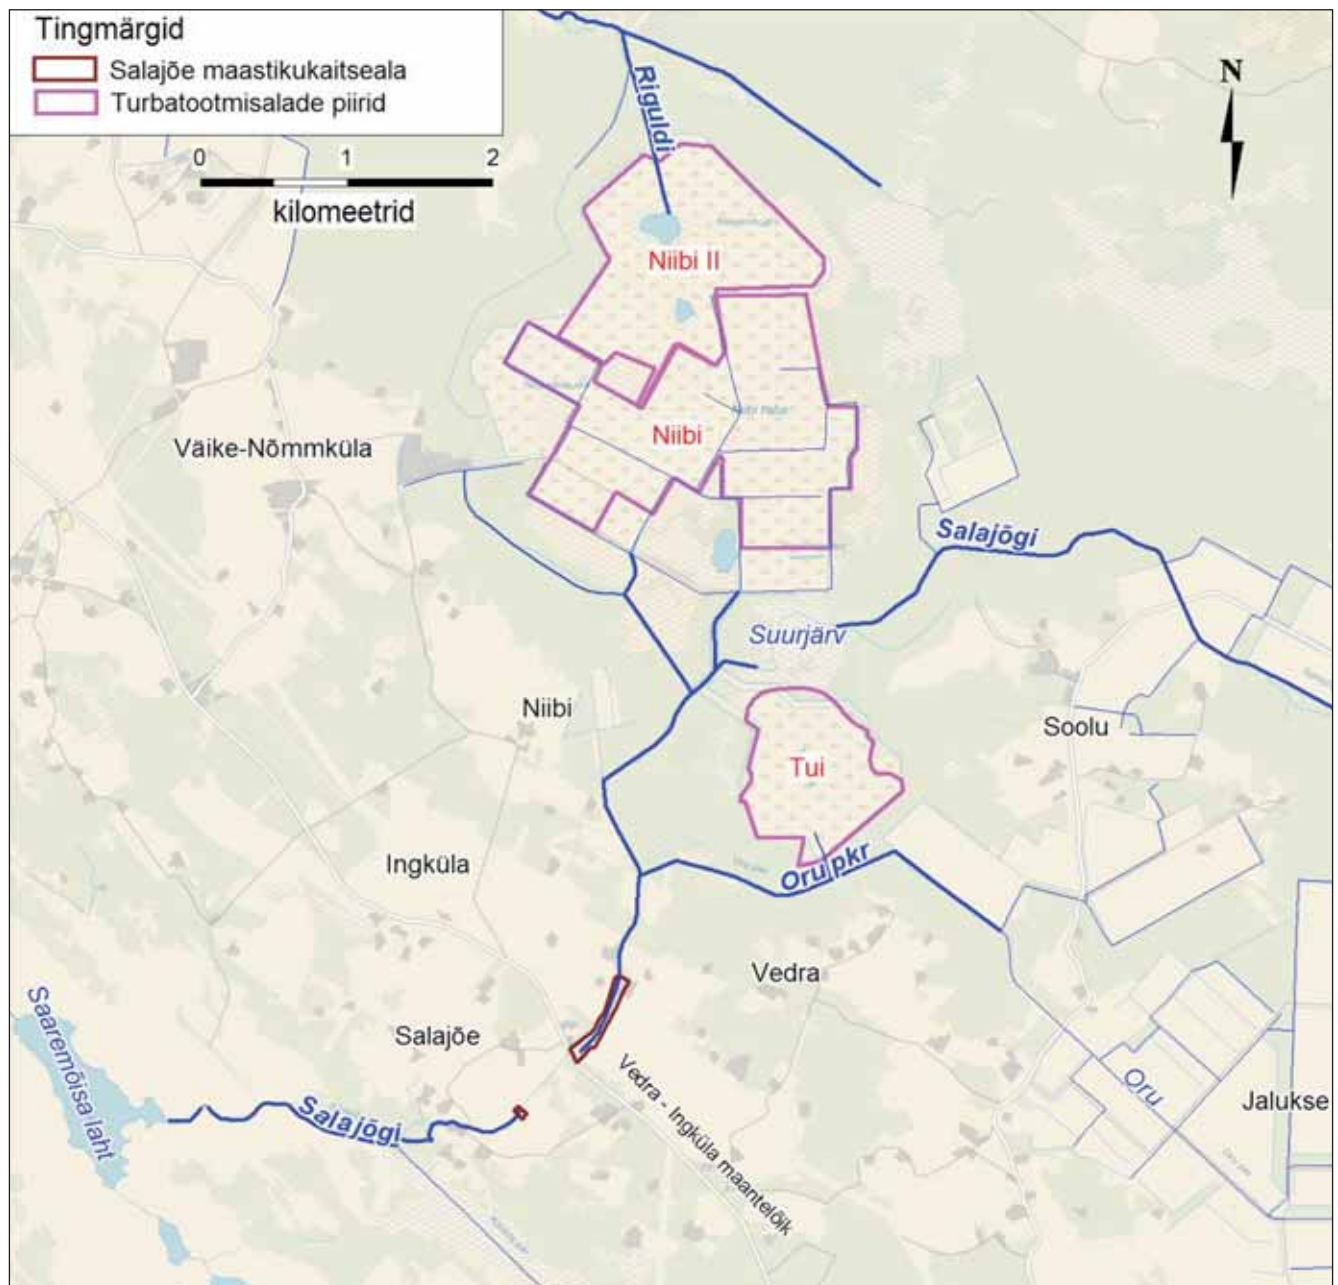 Tingmärgid
Salajõe maastikukaitseala
Turbatootmisalade piirid
N
0 1 2
kilomeetrid
Riguldi
Niibi II
Niibi
Väike-Nõmmküla
Salajõgi
Suurjärv
Niibi
Soolu
Tui
Ingküla
Oru pkr
Vedra
Saaremõisa laht
Salajõe
Vedra - Ingküla maanteelõik
Oru
Jalukse
Salajõgi